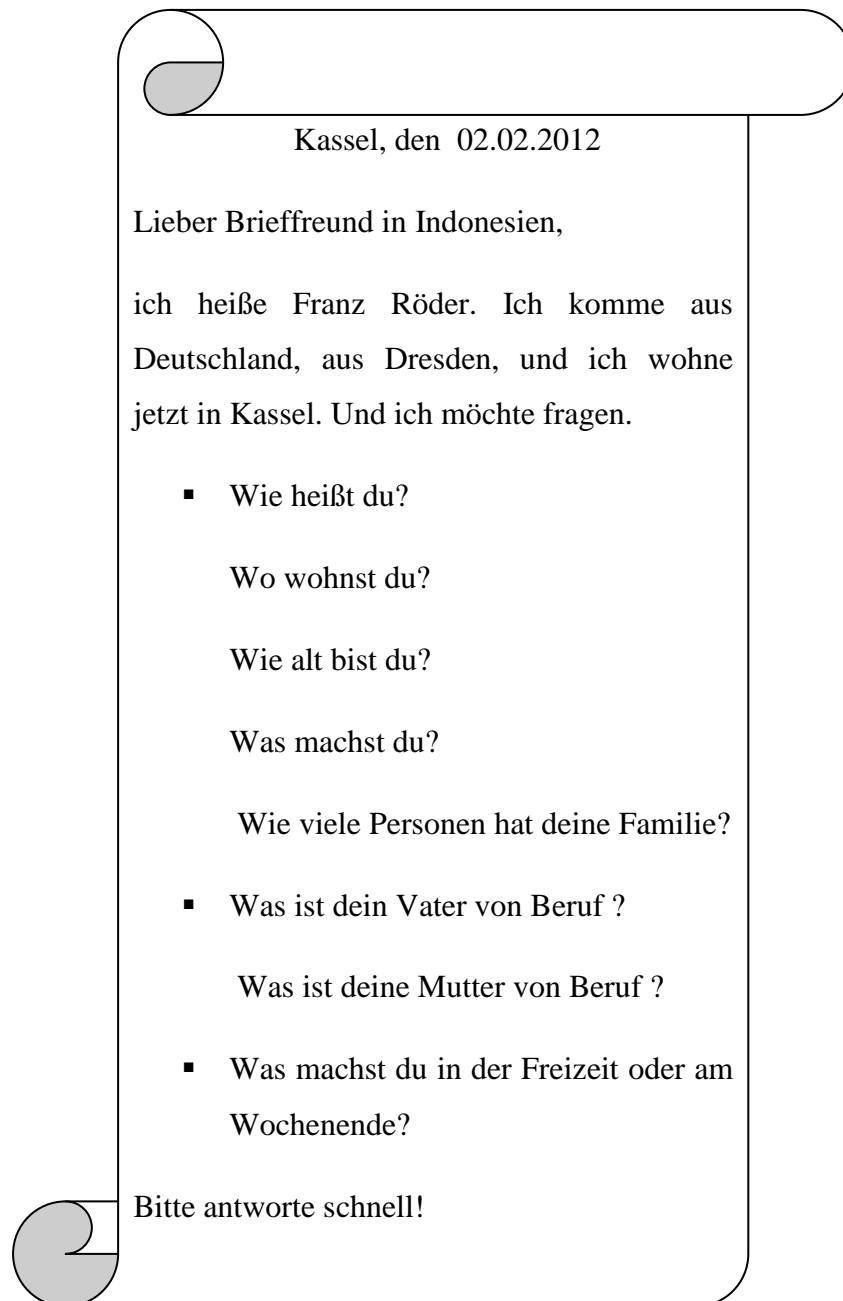 Kassel, den 02.02.2012
Lieber Brieffreund in Indonesien,
ich heiße Franz Röder. Ich komme aus
Deutschland, aus Dresden, und ich wohne
jetzt in Kassel. Und ich möchte fragen.
▪ Wie heißt du?
Wo wohnst du?
Wie alt bist du?
Was machst du?
Wie viele Personen hat deine Familie?
▪ Was ist dein Vater von Beruf ?
Was ist deine Mutter von Beruf ?
▪ Was machst du in der Freizeit oder am
Wochenende?
Bitte antworte schnell!